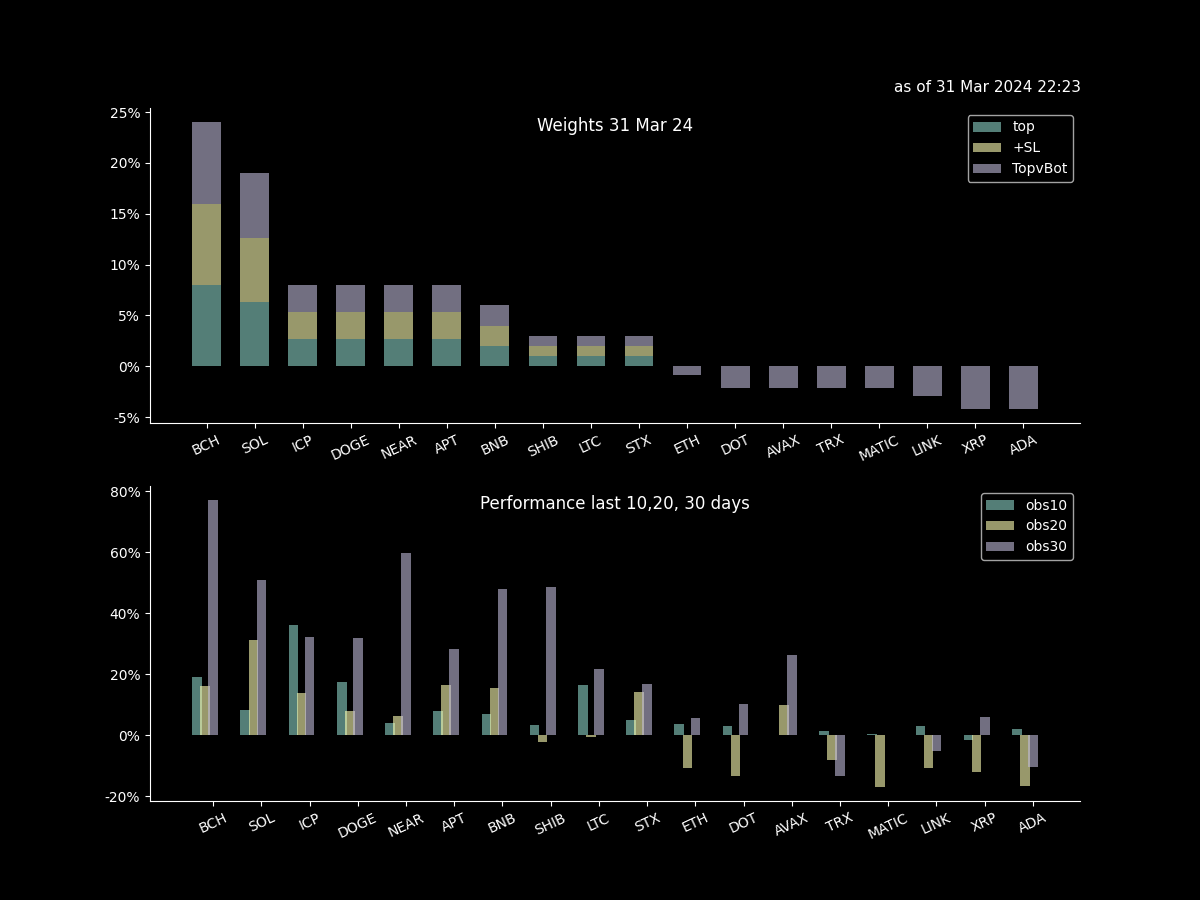 as of 31 Mar 2024 22:23
Weights 31 Mar 24
25%
20%
15%
10%
5%
0%
-5%
top
+SL
TopvBot
BCH SOL ICP DOGE NEAR APT BNB SHIB LTC STX ETH DOT AVAX TRX MATIC LINK XRP ADA
Performance last 10,20, 30 days
80%
60%
40%
20%
0%
-20%
obs10
obs20
obs30
BCH SOL ICP DOGE NEAR APT BNB SHIB LTC STX ETH DOT AVAX TRX MATIC LINK XRP ADA